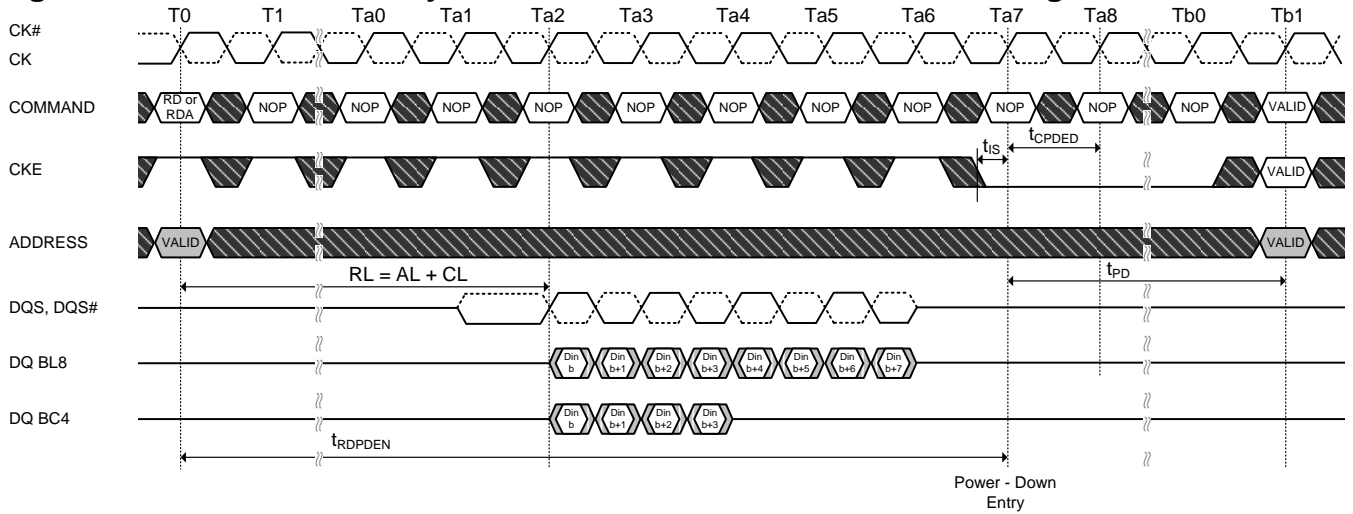 T0 T1 Ta0 Ta1 Ta2 Ta3 Ta4 Ta5 Ta6 Ta7 Ta8 Tb0 Tb1
CK#
CK
COMMAND
RD or
RDA
NOP NOP NOP NOP NOP NOP NOP NOP NOP NOP NOP VALID
tIS
tCPDED
CKE
VALID
ADDRESS
VALID
VALID
RL = AL + CL
tPD
DQS, DQS#
DQ BL8
Din Din Din Din Din Din Din Din
b b+1 b+2 b+3 b+4 b+5 b+6 b+7
DQ BC4
Din Din Din Din
b b+1 b+2 b+3
tRDPDEN
Power - Down
Entry